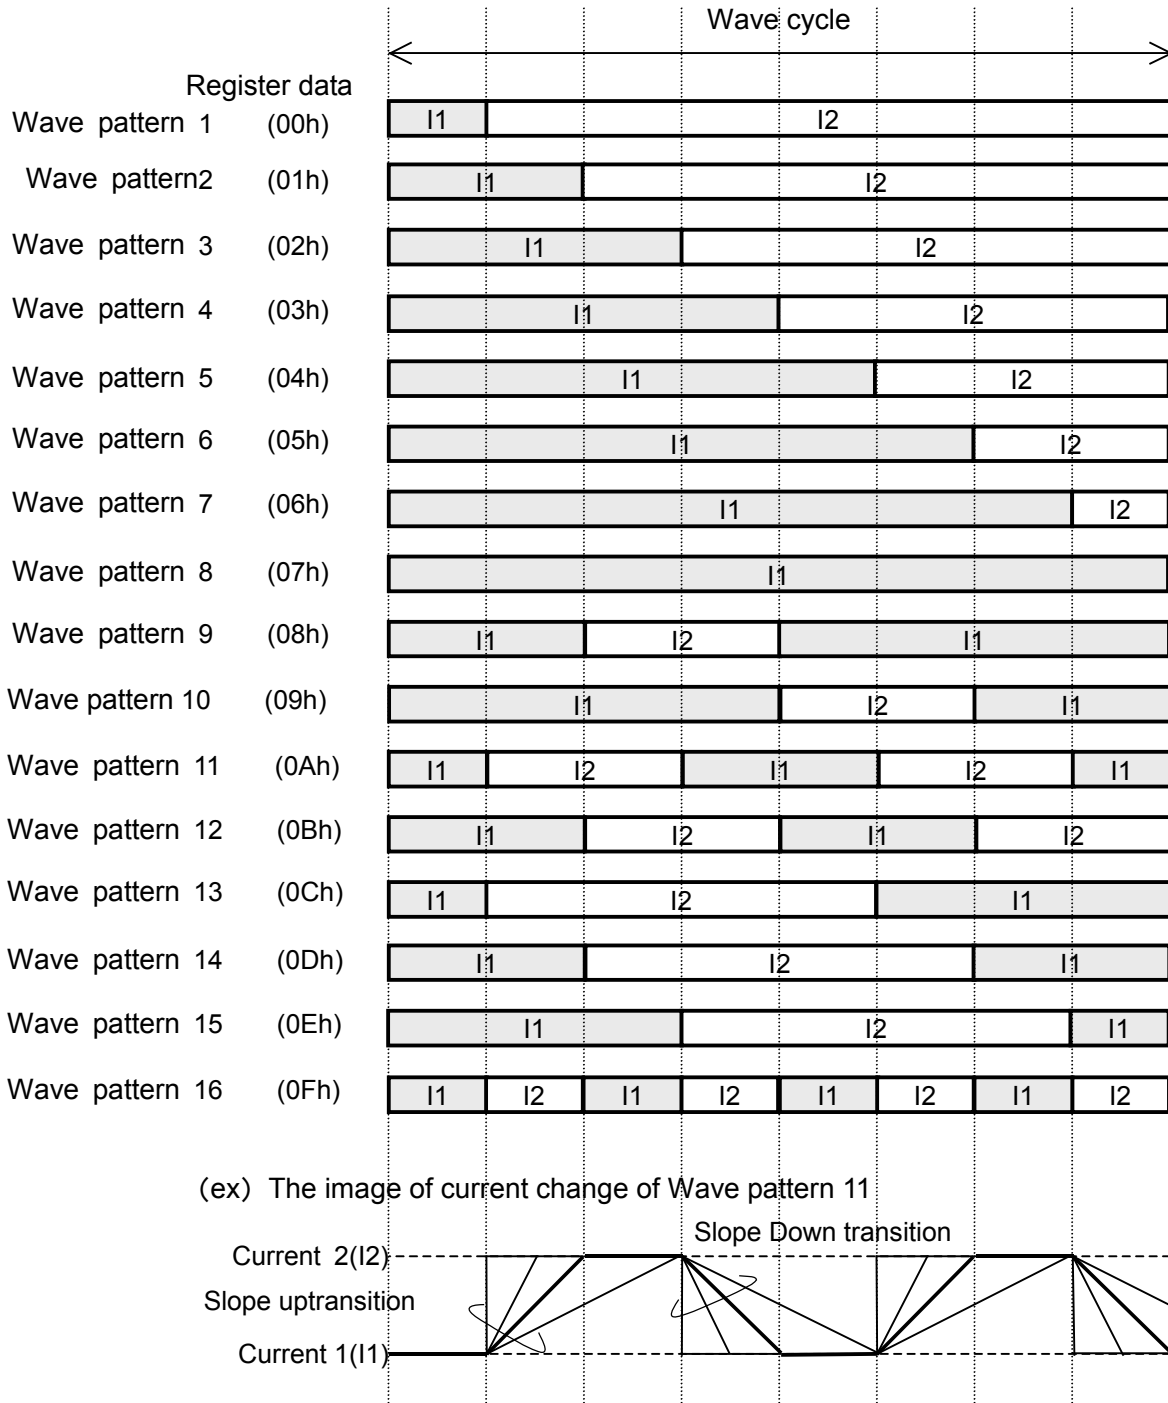 Wave cycle
Register data
Wave pattern 1 (00h) I1 I2
Wave pattern2 (01h) I1 I2
Wave pattern 3 (02h) I1 I2
Wave pattern 4 (03h) I1 I2
Wave pattern 5 (04h) I1 I2
Wave pattern 6 (05h) I1 I2
Wave pattern 7 (06h) I1 I2
Wave pattern 8 (07h) I1
Wave pattern 9 (08h) I1 I2 I1
Wave pattern 10 (09h) I1 I2 I1
Wave pattern 11 (0Ah) I1 I2 I1 I2 I1
Wave pattern 12 (0Bh) I1 I2 I1 I2
Wave pattern 13 (0Ch) I1 I2 I1
Wave pattern 14 (0Dh) I1 I2 I1
Wave pattern 15 (0Eh) I1 I2 I1
Wave pattern 16 (0Fh) I1 I2 I1 I2 I1 I2 I1 I2
(ex) The image of current change of Wave pattern 11
Slope Down transition
Current 2(I2)
Slope uptransition
Current 1(I1)